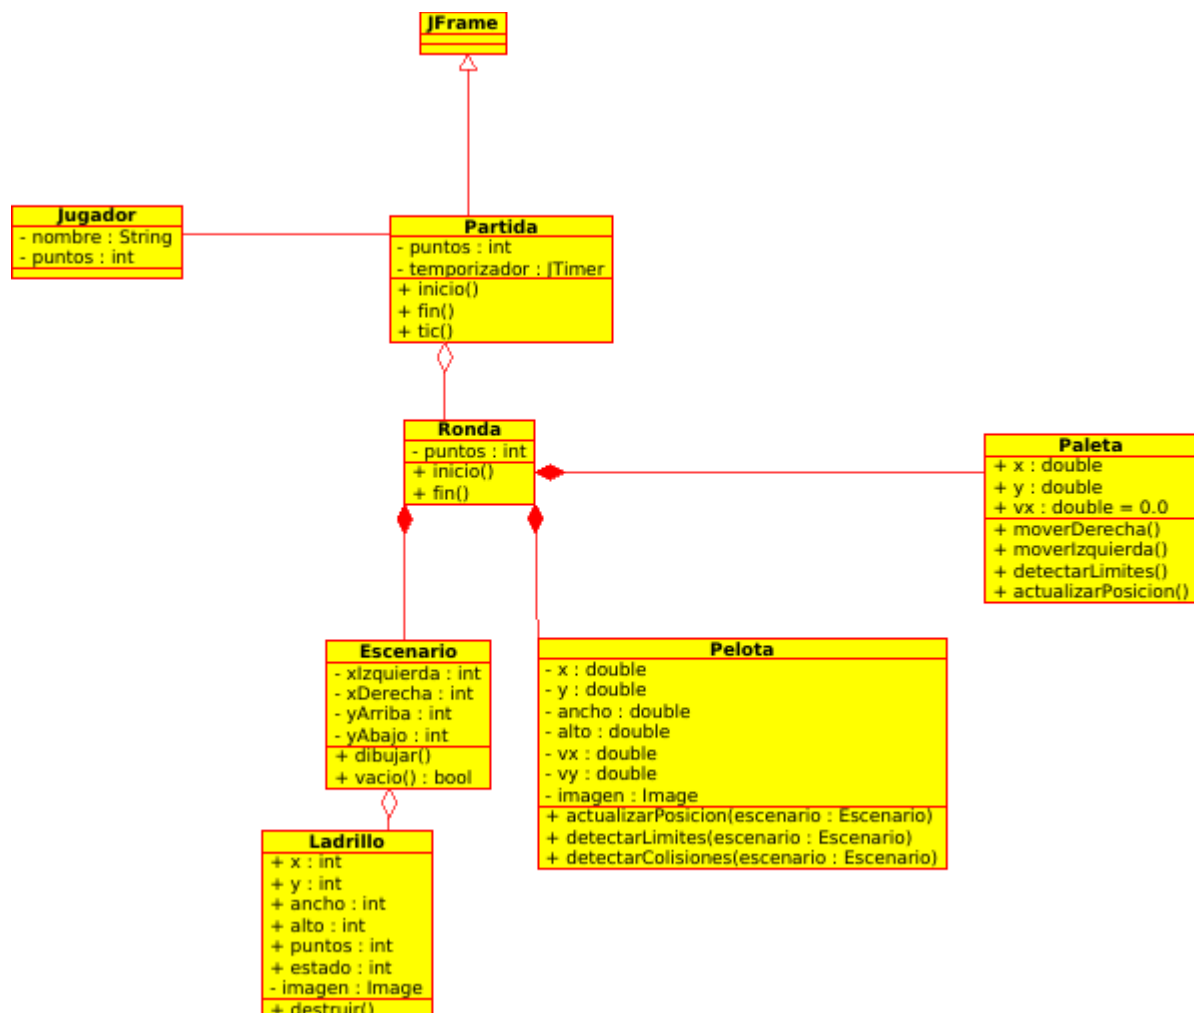 JFrame
Jugador
- nombre : String
- puntos : int
Partida
- puntos : int
- temporizador : JTimer
+ inicio()
+ fin()
+ tic()
Ronda
- puntos : int
+ inicio()
+ fin()
Paleta
+ x : double
+ y : double
+ vx : double = 0.0
+ moverDerecha()
+ moverIzquierda()
+ detectarLimites()
+ actualizarPosicion()
Escenario
- xIzquierda : int
- xDerecha : int
- yArriba : int
- yAbajo : int
+ dibujar()
+ vacio() : bool
Pelota
- x : double
- y : double
- ancho : double
- alto : double
- vx : double
- vy : double
- imagen : Image
+ actualizarPosicion(escenario : Escenario)
+ detectarLimites(escenario : Escenario)
+ detectarColisiones(escenario : Escenario)
Ladrillo
+ x : int
+ y : int
+ ancho : int
+ alto : int
+ puntos : int
+ estado : int
- imagen : Image
+ destruir()